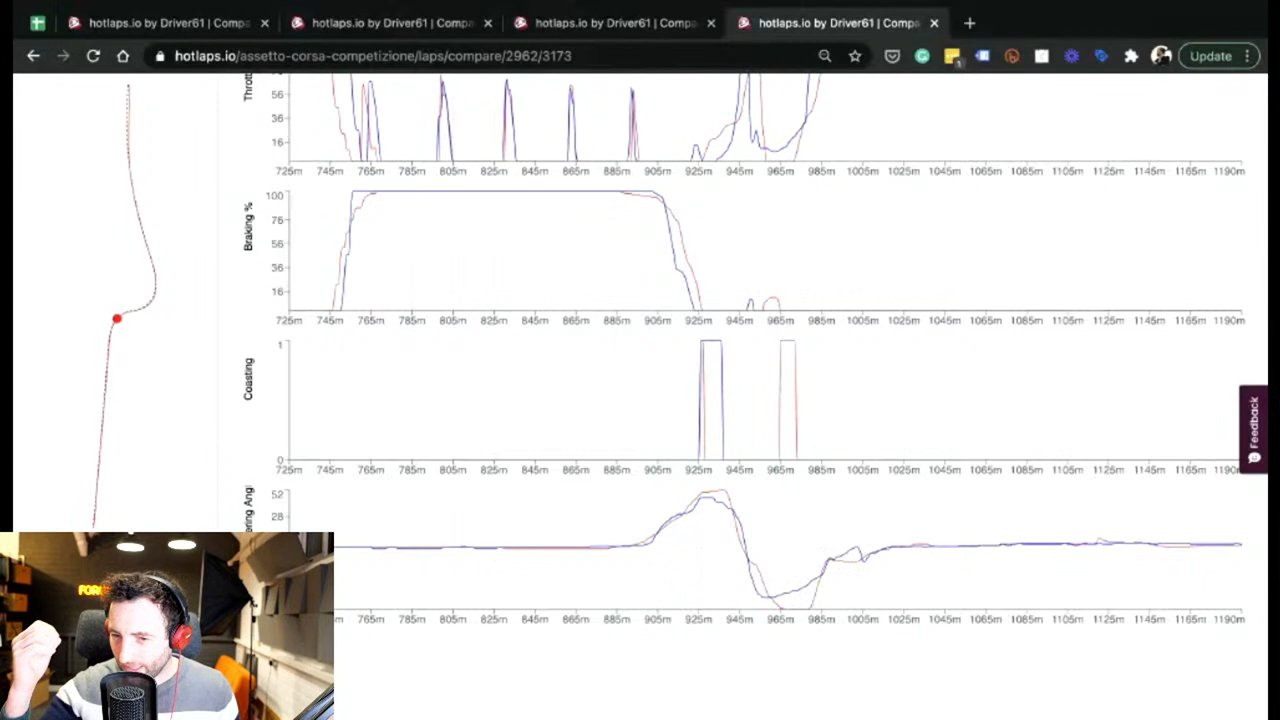 hotlaps.io by Driver61 | Compa × hotlaps.io by Driver61 | Compa × hotlaps.io by Driver61 | Compa × hotlaps.io by Driver61 | Compa × +
hotlaps.io/assetto-corsa-competizione/laps/compare/2962/3173 Update
Thrott
56
36
16
725m 745m 765m 785m 805m 825m 845m 865m 885m 905m 925m 945m 965m 985m 1005m 1025m 1045m 1065m 1085m 1105m 1125m 1145m 1165m 1190m
Braking %
100
76
56
36
16
725m 745m 765m 785m 805m 825m 845m 865m 885m 905m 925m 945m 965m 985m 1005m 1025m 1045m 1065m 1085m 1105m 1125m 1145m 1165m 1190m
Coasting
1
0
725m 745m 765m 785m 805m 825m 845m 865m 885m 905m 925m 945m 965m 985m 1005m 1025m 1045m 1065m 1085m 1105m 1125m 1145m 1165m 1190m
Feedback
ering Angl
52
28
765m 785m 805m 825m 845m 865m 885m 905m 925m 945m 965m 985m 1005m 1025m 1045m 1065m 1085m 1105m 1125m 1145m 1165m 1190m